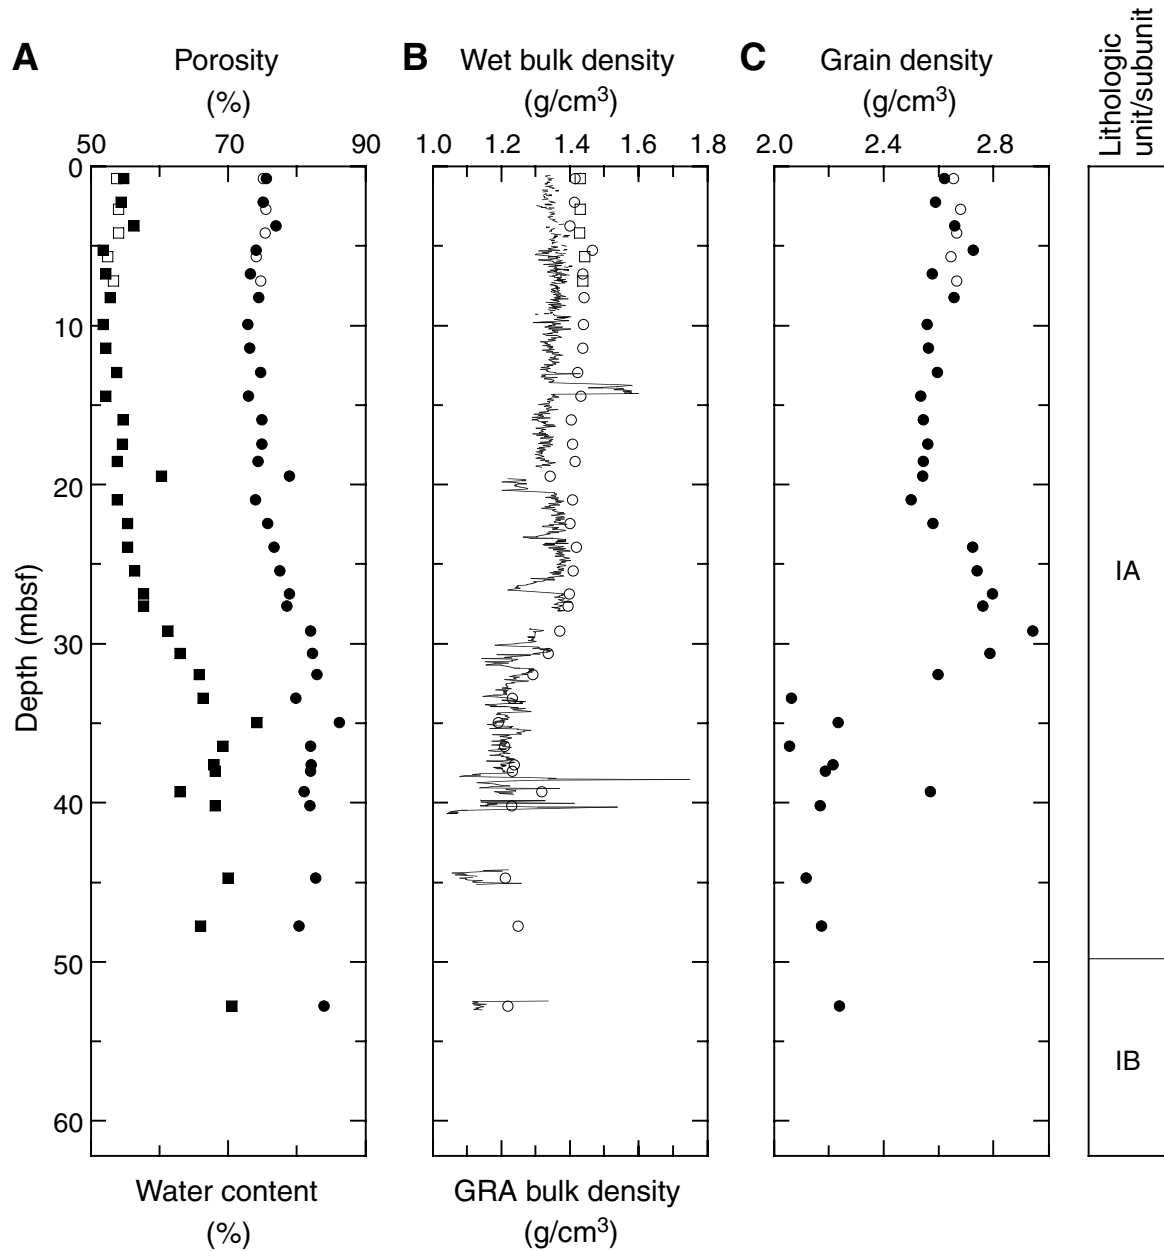 A
Porosity
(%)
B
Wet bulk density
(g/cm³)
C
Grain density
(g/cm³)
Lithologic
unit/subunit
50 70 90
1.0 1.2 1.4 1.6 1.8
2.0 2.4 2.8
0
10
20
30
40
50
60
Depth (mbsf)
IA
IB
Water content
(%)
GRA bulk density
(g/cm³)